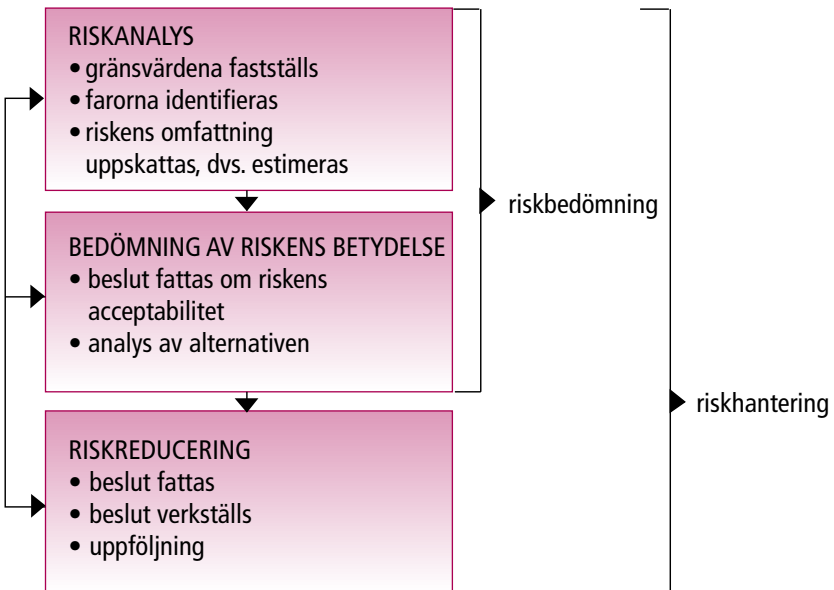 RISKANALYS
• gränsvärdena fastställs
• farorna identifieras
• riskens omfattning
uppskattas, dvs. estimeras
riskbedömning
BEDÖMNING AV RISKENS BETYDELSE
• beslut fattas om riskens
acceptabilitet
• analys av alternativen
riskhantering
RISKREDUCERING
• beslut fattas
• beslut verkställs
• uppföljning